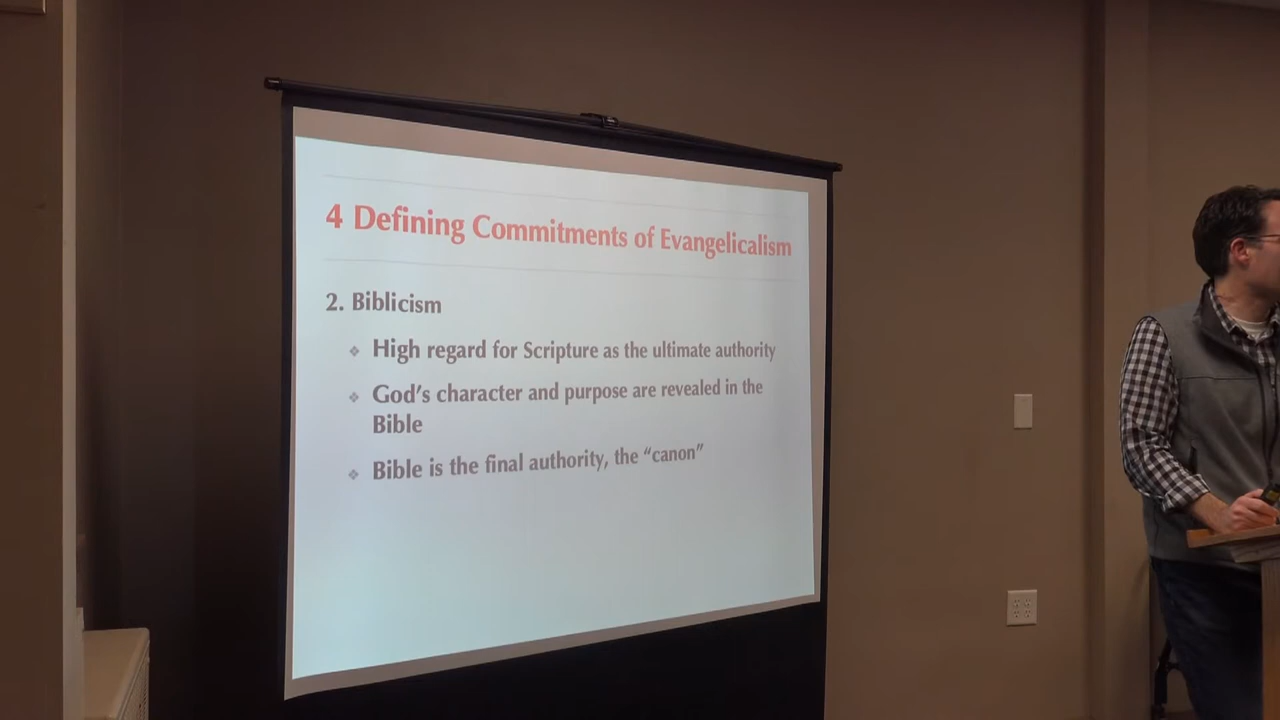 4 Defining Commitments of Evangelicalism
2. Biblicism
❖ High regard for Scripture as the ultimate authority
❖ God’s character and purpose are revealed in the
Bible
❖ Bible is the final authority, the “canon”